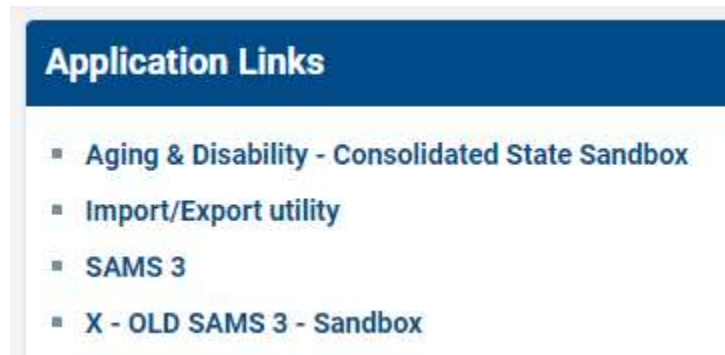 Application Links
Aging & Disability - Consolidated State Sandbox
Import/Export utility
SAMS 3
X - OLD SAMS 3 - Sandbox